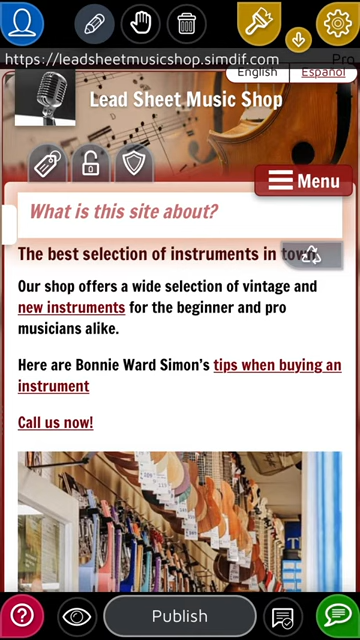 https://leadsheetmusicshop.simdif.com
Pro
English
Español
Lead Sheet Music Shop
Menu
What is this site about?
The best selection of instruments in town
Our shop offers a wide selection of vintage and
new instruments for the beginner and pro
musicians alike.
Here are Bonnie Ward Simon's tips when buying an
instrument
Call us now!
Publish